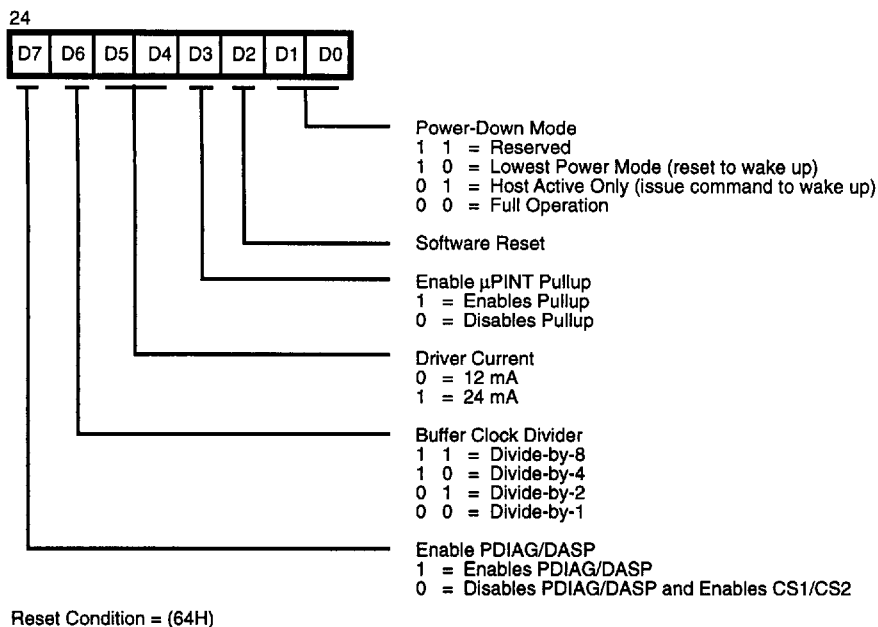 24
D7 D6 D5 D4 D3 D2 D1 D0
Power-Down Mode
1 1 = Reserved
1 0 = Lowest Power Mode (reset to wake up)
0 1 = Host Active Only (issue command to wake up)
0 0 = Full Operation
Software Reset
Enable µPINT Pullup
1 = Enables Pullup
0 = Disables Pullup
Driver Current
0 = 12 mA
1 = 24 mA
Buffer Clock Divider
1 1 = Divide-by-8
1 0 = Divide-by-4
0 1 = Divide-by-2
0 0 = Divide-by-1
Enable PDIAG/DASP
1 = Enables PDIAG/DASP
0 = Disables PDIAG/DASP and Enables CS1/CS2
Reset Condition = (64H)